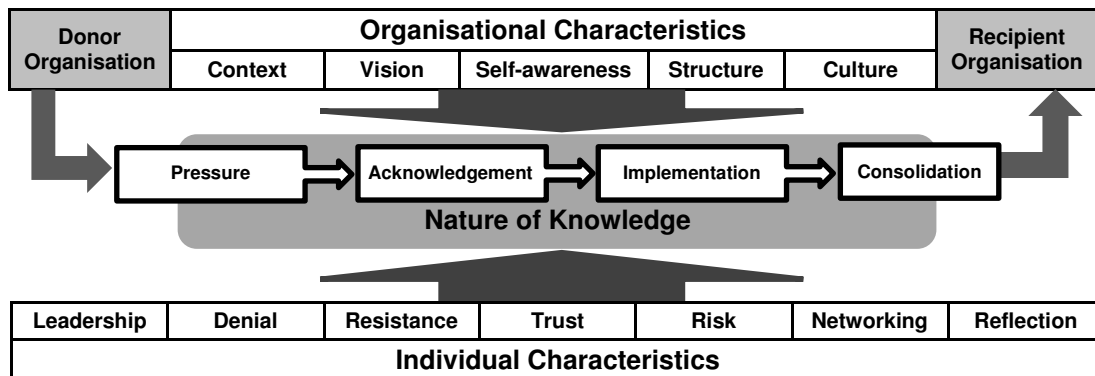 Donor
Organisation
Organisational Characteristics
Recipient
Organisation
Context
Vision
Self-awareness
Structure
Culture
Pressure
Acknowledgement
Implementation
Consolidation
Nature of Knowledge
Leadership
Denial
Resistance
Trust
Risk
Networking
Reflection
Individual Characteristics